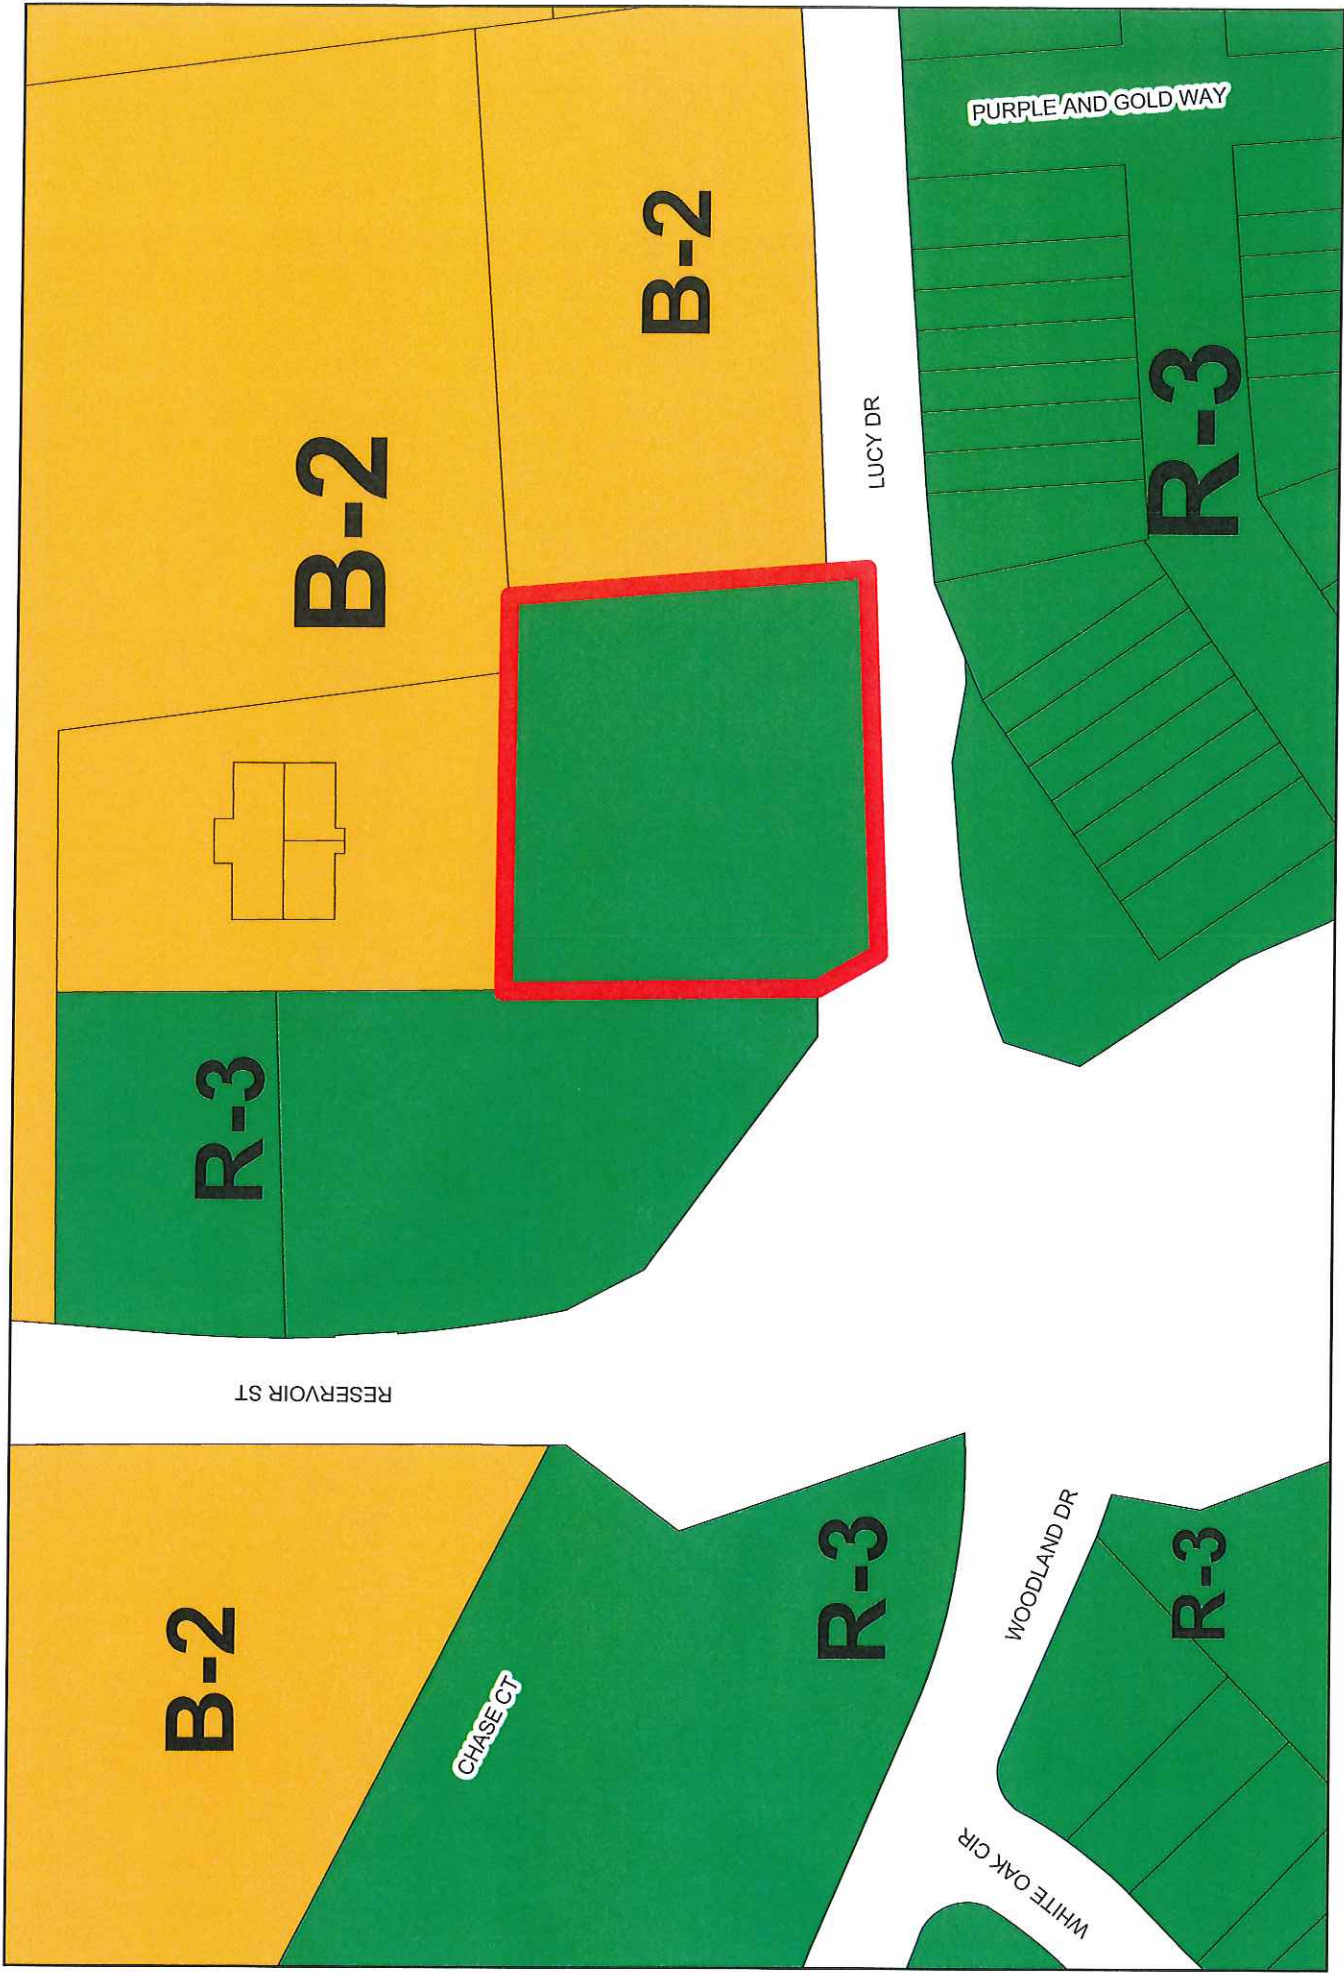 B-2
CHASE CT
R-3
WHITE OAK CIR
WOODLAND DR
R-3
RESERVOIR ST
R-3
B-2
B-2
LUCY DR
R-3
PURPLE AND GOLD WAY